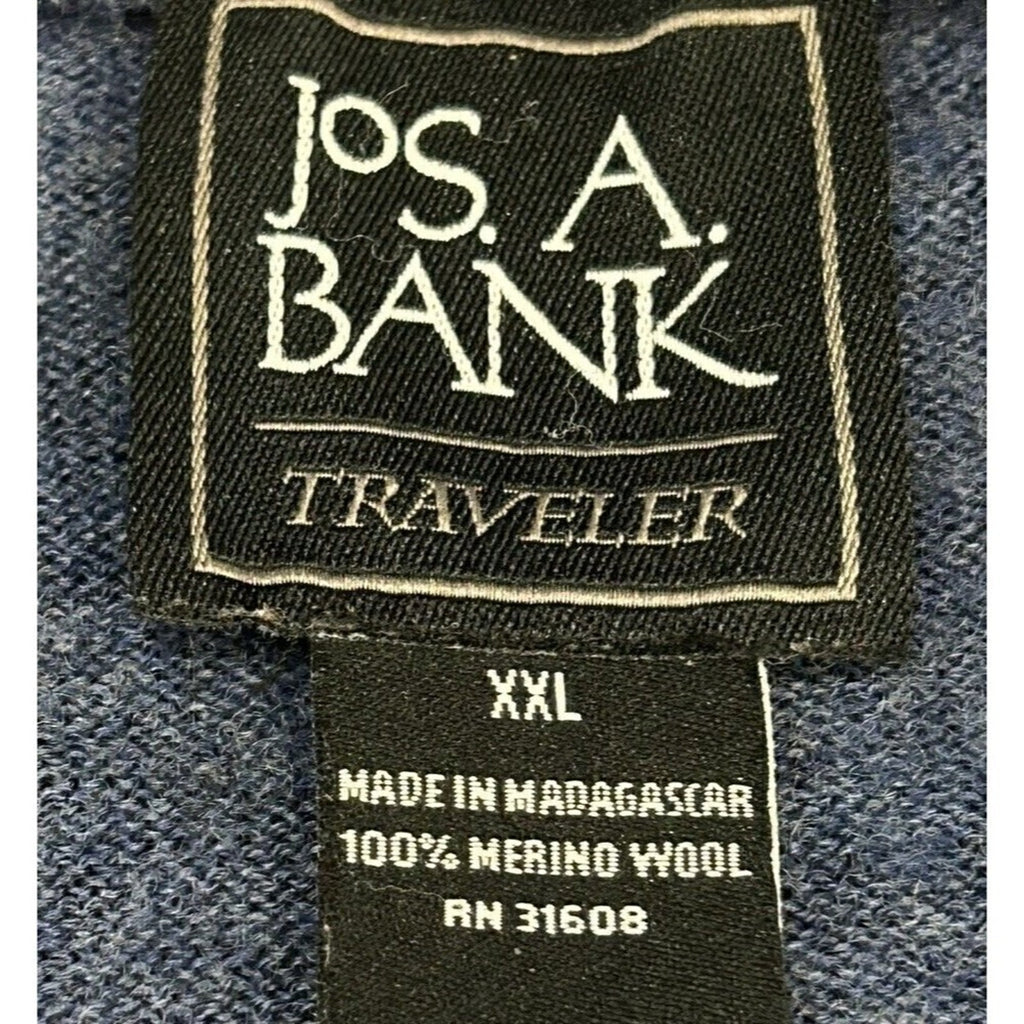 JOS. A.
BANK
TRAVELER
XXL
MADE IN MADAGASCAR
100% MERINO WOOL
RN 31608